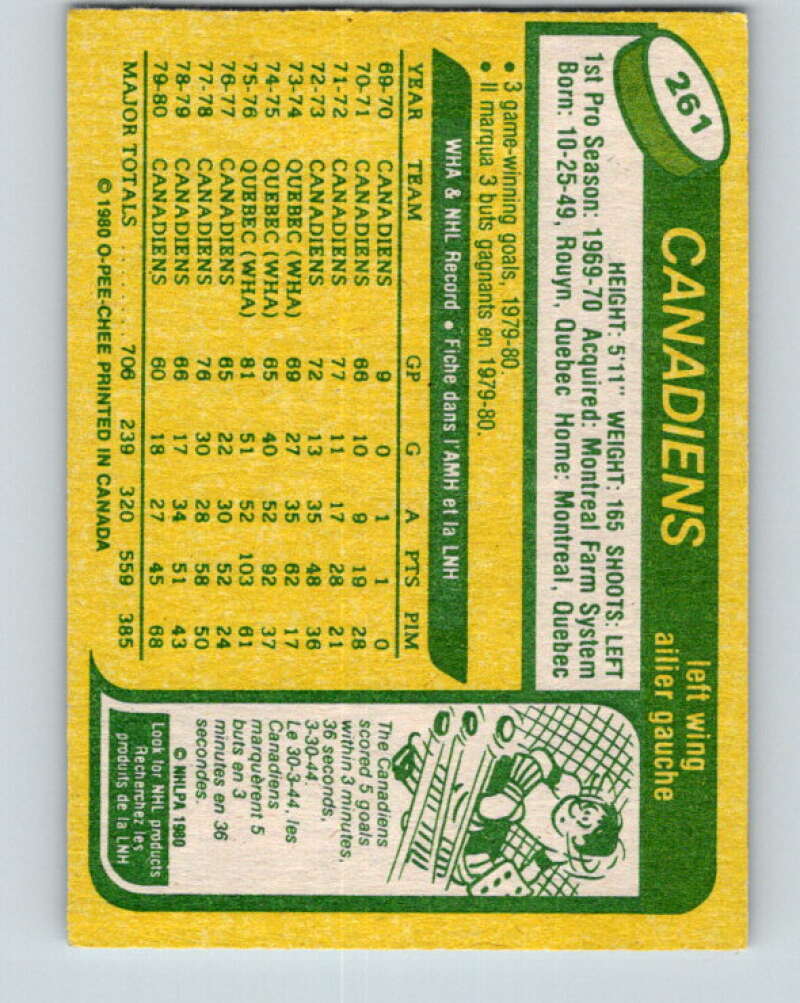 261
CANADIENS
left wing
ailier gauche
HEIGHT: 5'11" WEIGHT: 165 SHOOTS: LEFT
1st Pro Season: 1969-70 Acquired: Montreal Farm System
Born: 10-25-49, Rouyn, Quebec Home: Montreal, Quebec
• 3 game-winning goals, 1979-80.
• Il marqua 3 buts gagnants en 1979-80.
WHA & NHL Record • Fiche dans l'AMH et la LNH
YEAR TEAM GP G A PTS PIM
69-70 CANADIENS 9 0 1 1 0
70-71 CANADIENS 66 10 9 19 28
71-72 CANADIENS 77 11 17 28 21
72-73 CANADIENS 72 13 35 48 36
73-74 QUEBEC (WHA) 69 27 35 62 17
74-75 QUEBEC (WHA) 65 40 52 92 37
75-76 QUEBEC (WHA) 81 51 52 103 61
76-77 CANADIENS 65 22 30 52 24
77-78 CANADIENS 76 30 28 58 50
78-79 CANADIENS 66 17 34 51 43
79-80 CANADIENS 60 18 27 45 68
MAJOR TOTALS ........ 706 239 320 559 385
© 1980 O-PEE-CHEE PRINTED IN CANADA
The Canadiens
scored 5 goals
within 3 minutes,
36 seconds,
3-30-44.
Le 30-3-44, les
Canadiens
marquèrent 5
buts en 3
minutes en 36
secondes.
© NHLPA 1980
Look for NHL products
Recherchez les
produits de la LNH